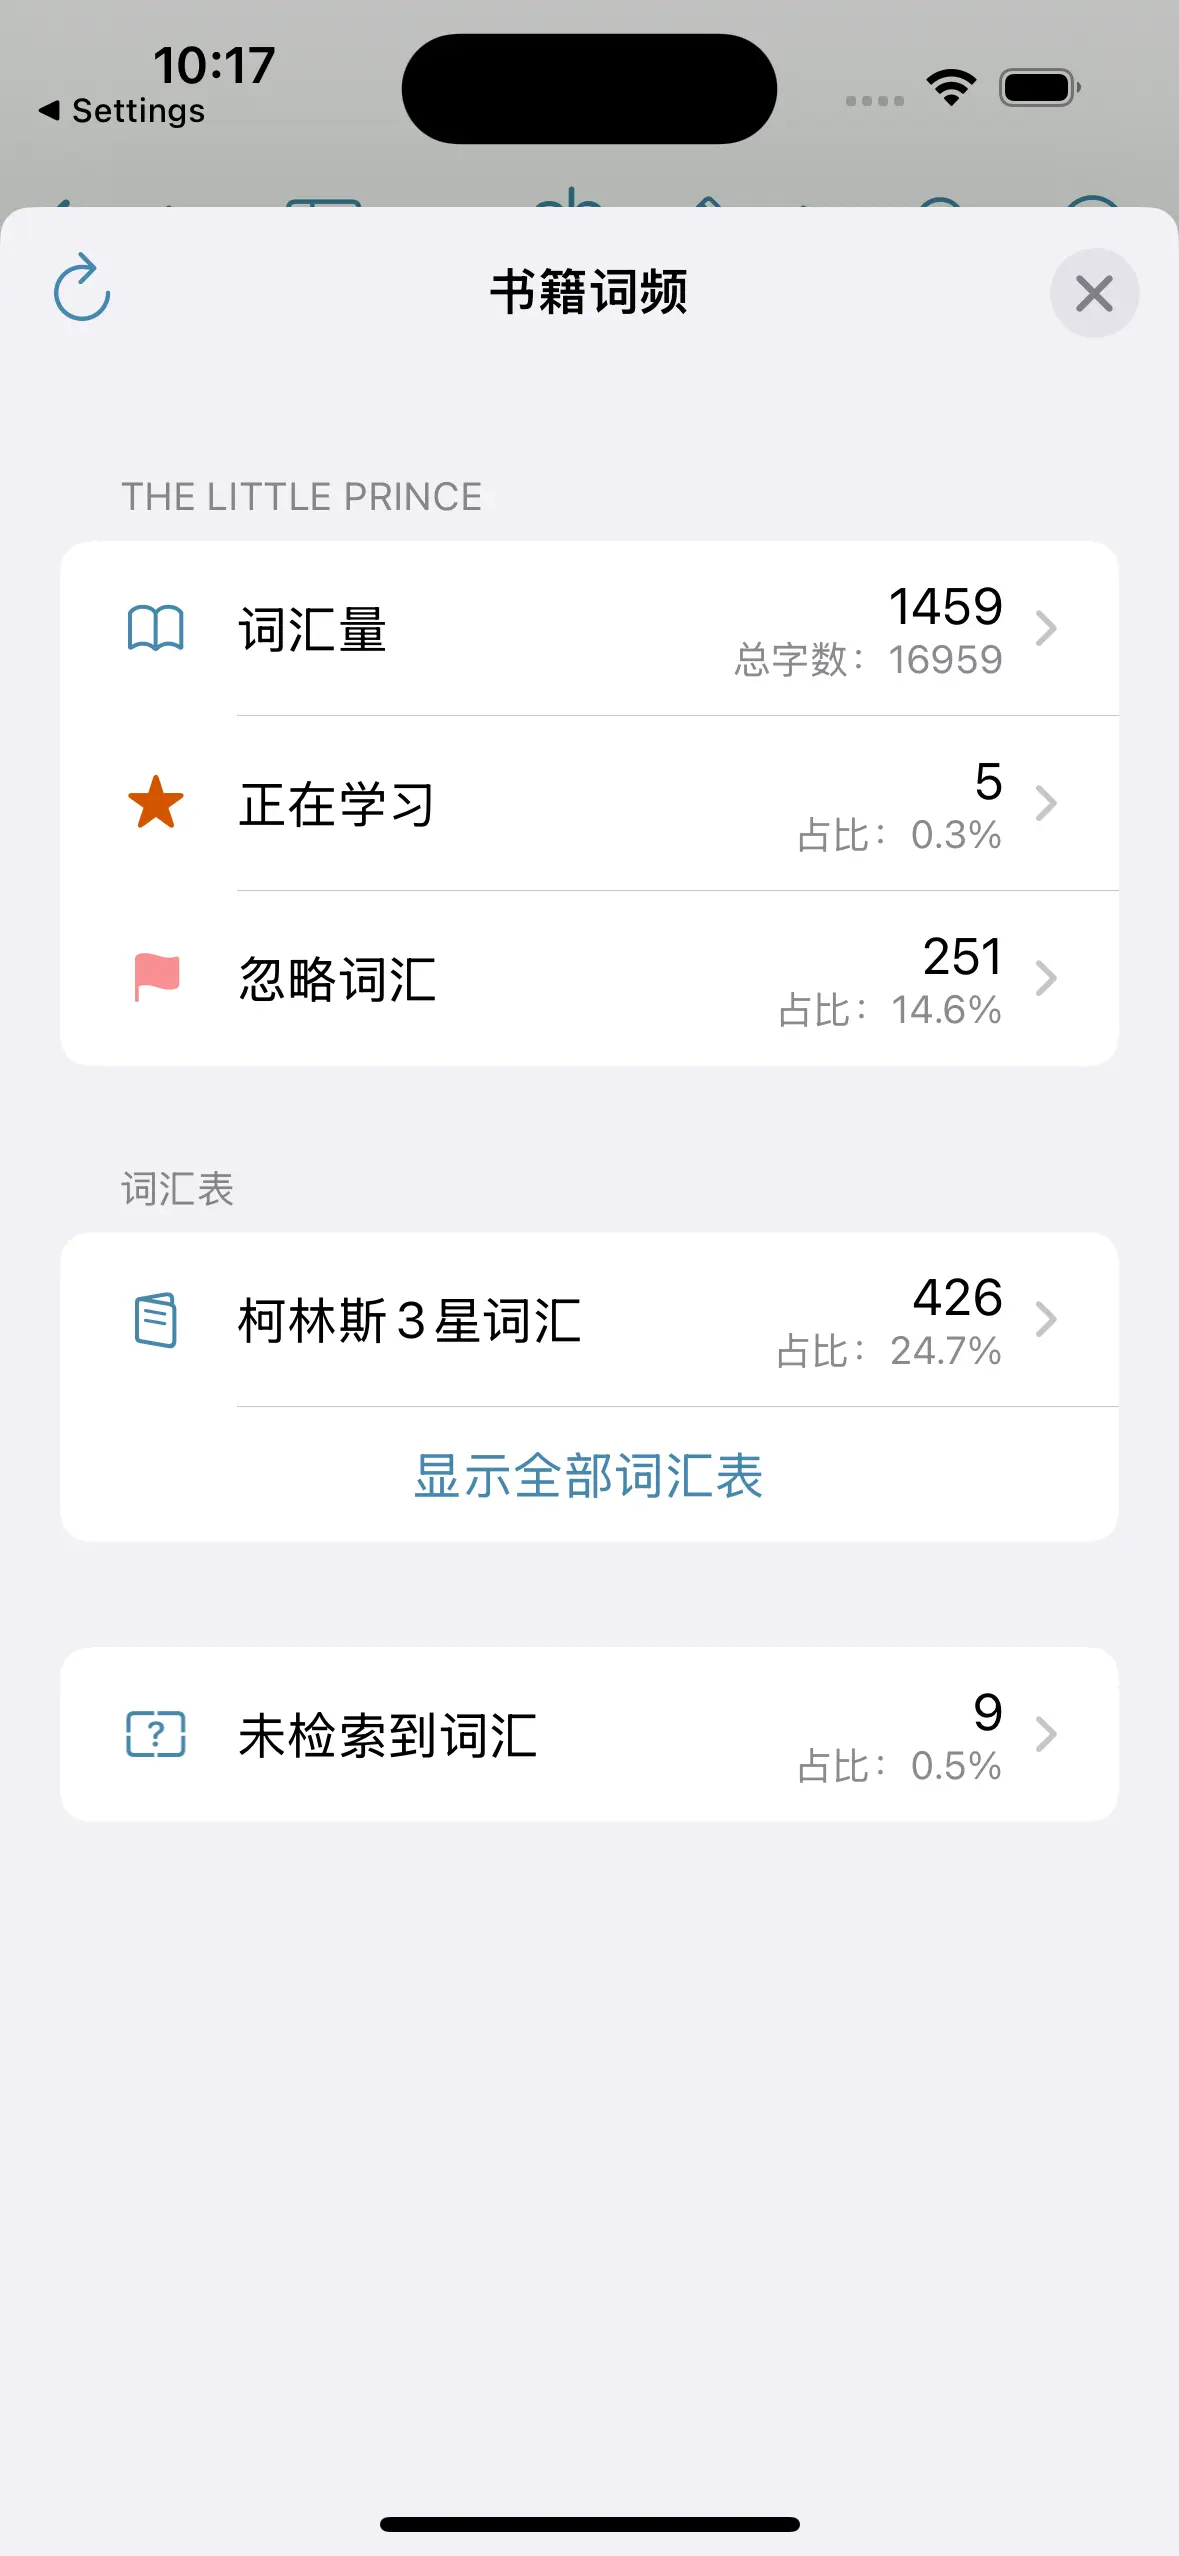 10:17
Settings
书籍词频
THE LITTLE PRINCE
词汇量
1459
总字数：16959
正在学习
5
占比：0.3%
忽略词汇
251
占比：14.6%
词汇表
柯林斯3星词汇
426
占比：24.7%
显示全部词汇表
未检索到词汇
9
占比：0.5%